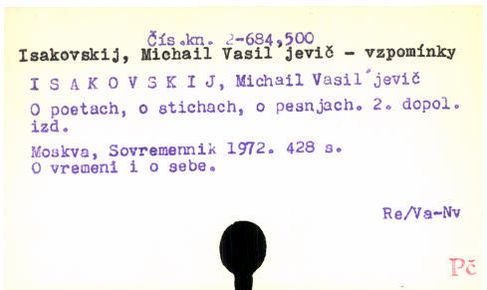 Čís.kn. 2-684,500
Isakovskij, Michail Vasil jevič - vzpomínky
I S A K O V S K I J, Michail Vasil´jevič
O poetach, o stichach, o pesnjach. 2. dopol.
izd.
Moskva, Sovremennik 1972. 428 s.
O vremeni i o sebe.
Re/Va-Nv
Pč